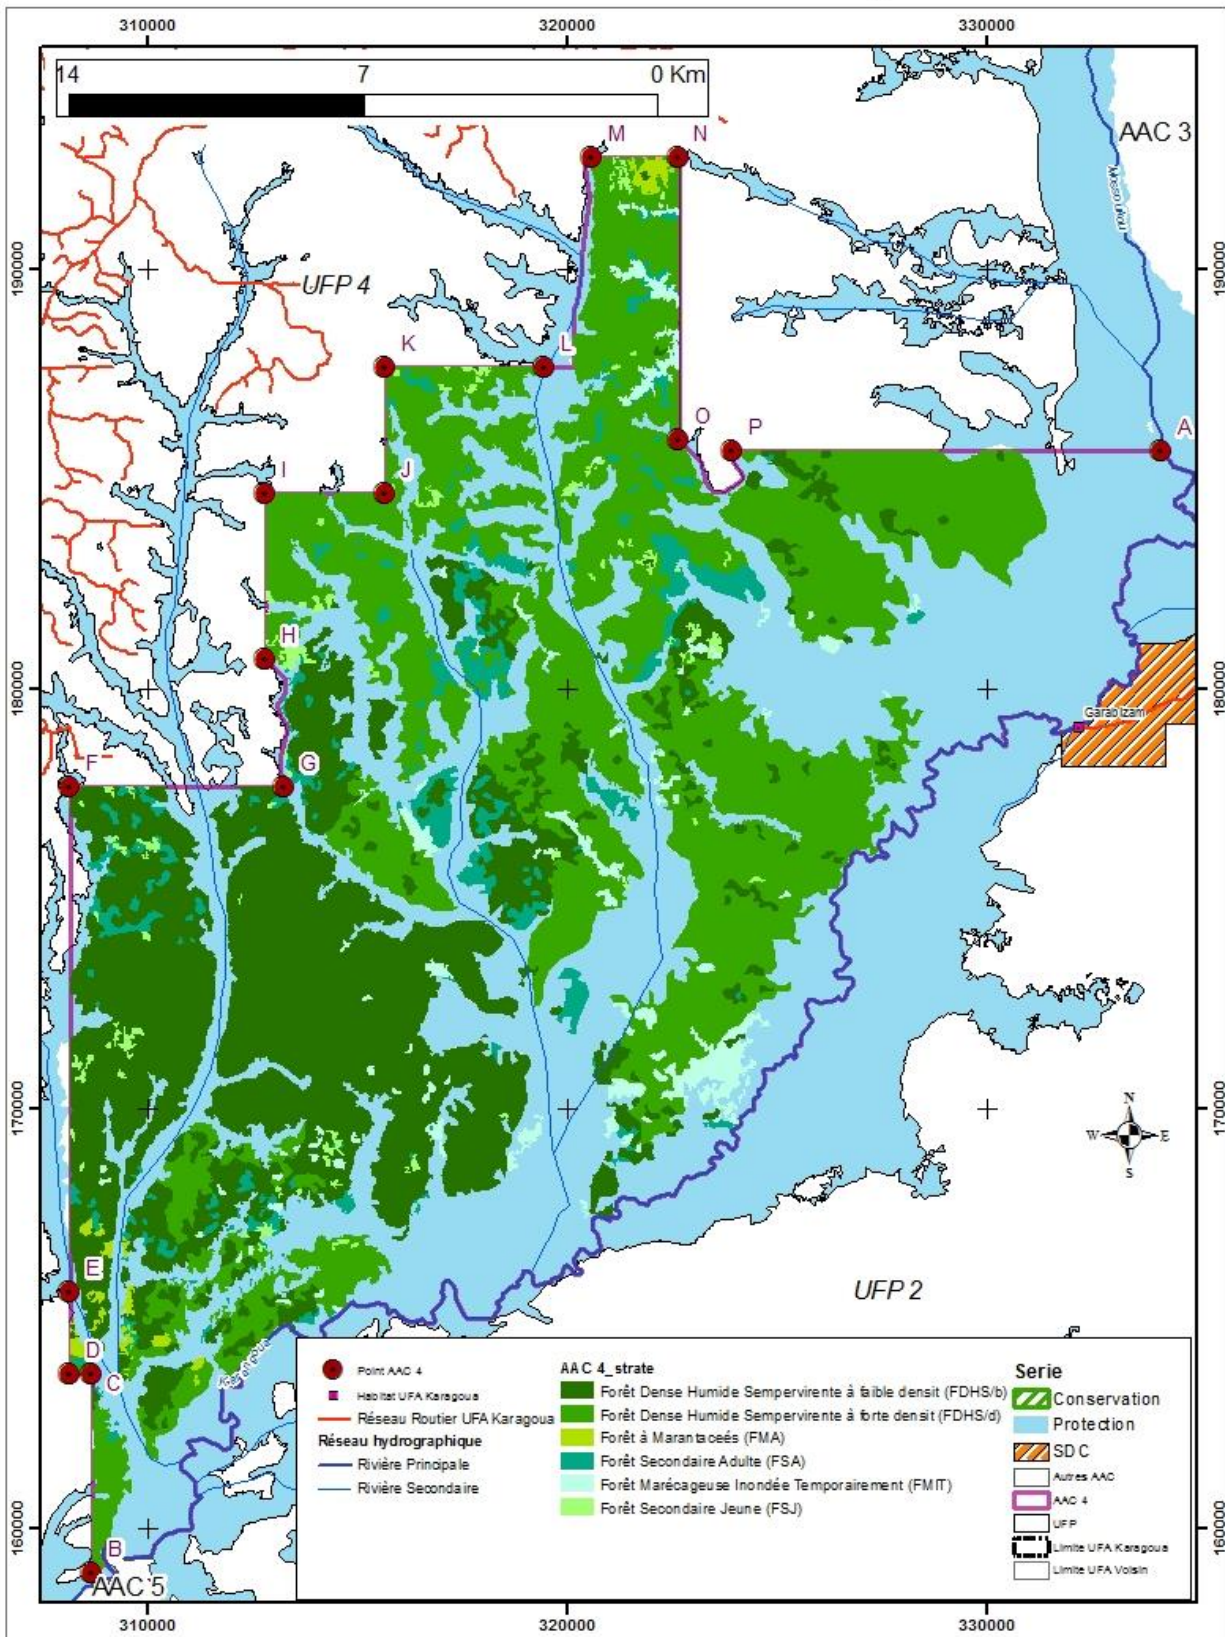 310000 320000 330000
14 7 0 Km
AAC 3
M N
190000 190000
UFP 4
K L
O P A
I J
H
180000 180000
Garabizam
F G
170000 170000
N
W E
S
E
UFP 2
D
C
160000 160000
B
AAC 5
Point AAC 4
Habitat UFA Karagoua
Réseau Routier UFA Karagoua
Réseau hydrographique
Rivière Principale
Rivière Secondaire
AAC 4_strate
Forêt Dense Humide Sempervirente à faible densit (FDHS/b)
Forêt Dense Humide Sempervirente à forte densit (FDHS/d)
Forêt à Marantaceés (FMA)
Forêt Secondaire Adulte (FSA)
Forêt Marécageuse Inondée Temporairement (FMIT)
Forêt Secondaire Jeune (FSJ)
Serie
Conservation
Protection
SDC
Autres AAC
AAC 4
UFP
Limite UFA Karagoua
Limite UFA Voisin
310000 320000 330000